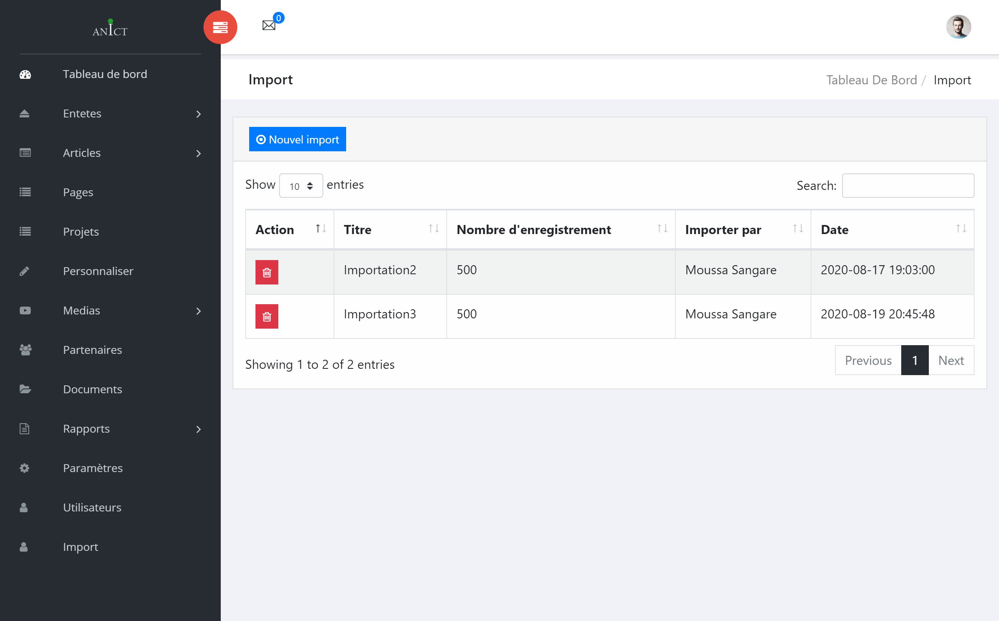 ANICT
0
Tableau de bord
Entetes
Articles
Pages
Projets
Personnaliser
Medias
Partenaires
Documents
Rapports
Paramètres
Utilisateurs
Import
Import
Tableau De Bord / Import
Nouvel import
Show 10 entries
Search:
Action Titre Nombre d'enregistrement Importer par Date
Importation2 500 Moussa Sangare 2020-08-17 19:03:00
Importation3 500 Moussa Sangare 2020-08-19 20:45:48
Showing 1 to 2 of 2 entries
Previous 1 Next